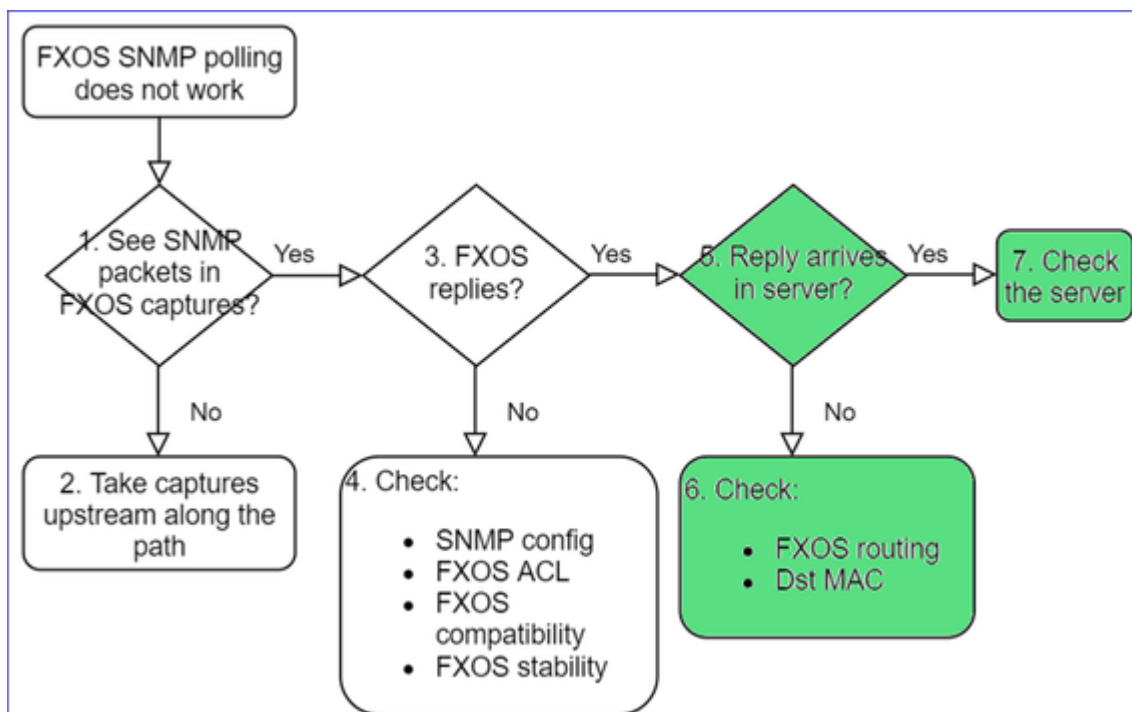 FXOS SNMP polling
does not work
1. See SNMP
packets in
FXOS captures?
Yes
3. FXOS
replies?
Yes
5. Reply arrives
in server?
Yes
7. Check
the server
No
No
No
2. Take captures
upstream along the
path
4. Check:
• SNMP config
• FXOS ACL
• FXOS
compatibility
• FXOS stability
6. Check:
• FXOS routing
• Dst MAC